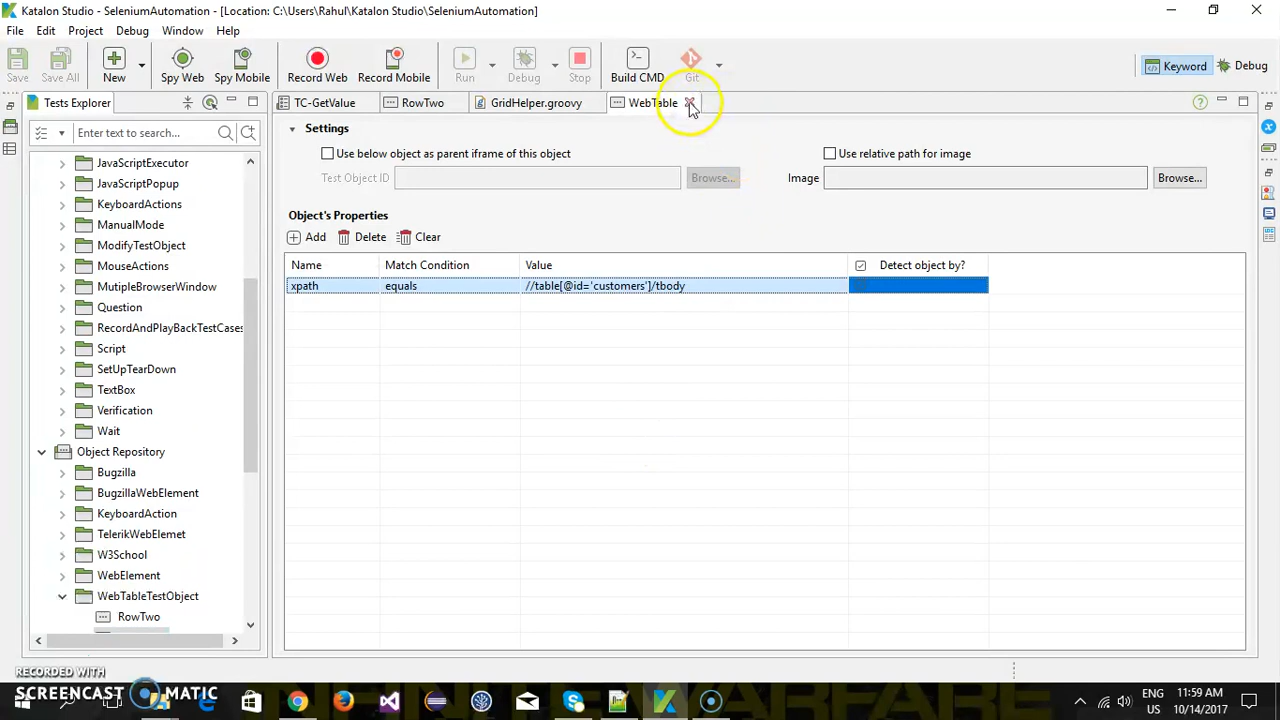 Katalon Studio - SeleniumAutomation - [Location: C:\Users\Rahul\Katalon Studio\SeleniumAutomation]
File Edit Project Debug Window Help
Save Save All New Spy Web Spy Mobile Record Web Record Mobile Run Debug Stop Build CMD Git Keyword Debug
Tests Explorer TC-GetValue RowTwo GridHelper.groovy WebTable
Enter text to search...
JavaScriptExecutor
JavaScriptPopup
KeyboardActions
ManualMode
ModifyTestObject
MouseActions
MutipleBrowserWindow
Question
RecordAndPlayBackTestCases
Script
SetUpTearDown
TextBox
Verification
Wait
Object Repository
Bugzilla
BugzillaWebElement
KeyboardAction
TelerikWebElemet
W3School
WebElement
WebTableTestObject
RowTwo
Settings
Use below object as parent iframe of this object Use relative path for image
Test Object ID Browse... Image Browse...
Object's Properties
Add Delete Clear
Name Match Condition Value Detect object by?
xpath equals //table[@id='customers']/tbody
RECORDED WITH
SCREENCAST MATIC
ENG 11:59 AM
US 10/14/2017